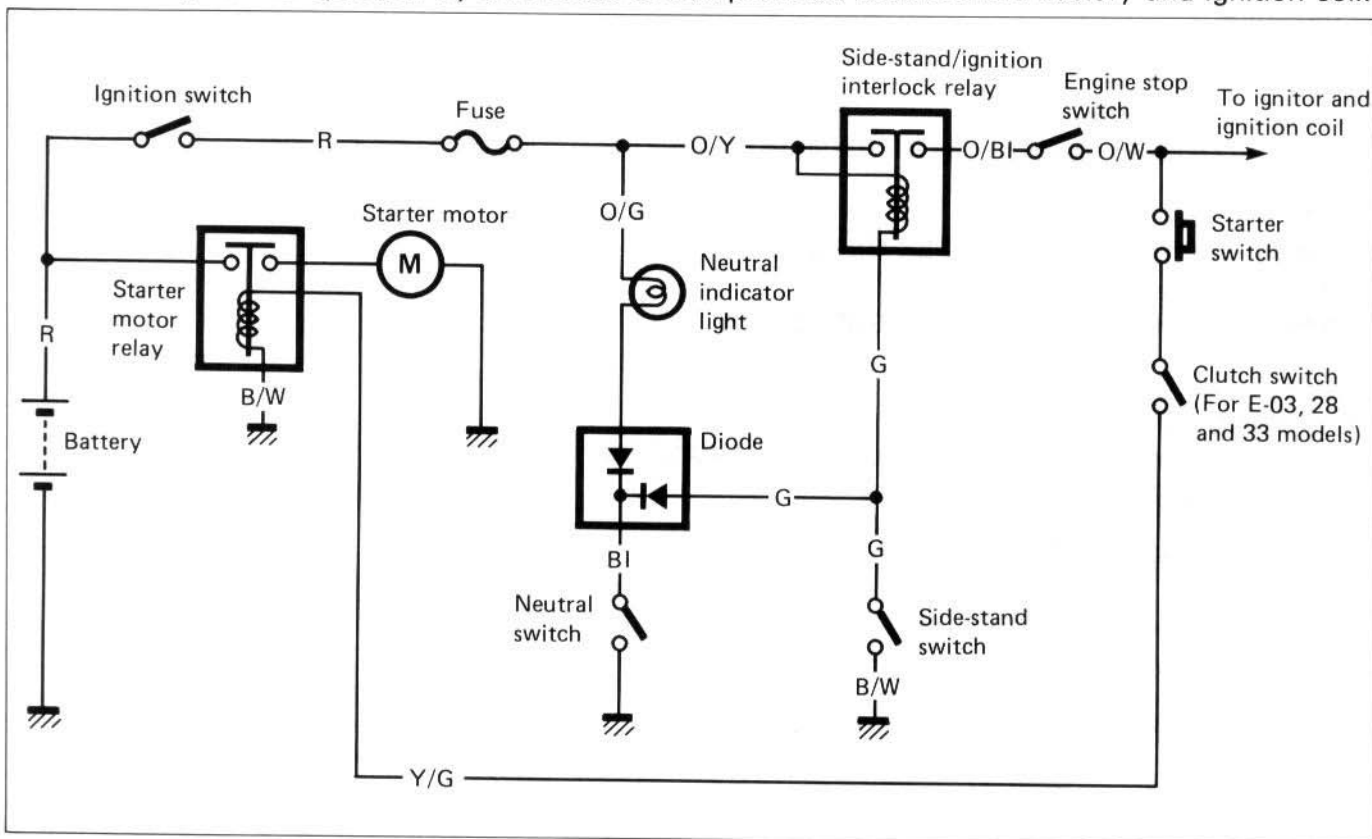 Side-stand/ignition
interlock relay
Engine stop
switch
To ignitor and
ignition coil
Ignition switch
Fuse
R
O/Y
O/Bl
O/W
O/G
Starter motor
M
Starter
switch
Neutral
indicator
light
Starter
motor
relay
R
G
B/W
Clutch switch
(For E-03, 28
and 33 models)
Battery
Diode
G
G
Bl
Neutral
switch
Side-stand
switch
B/W
Y/G